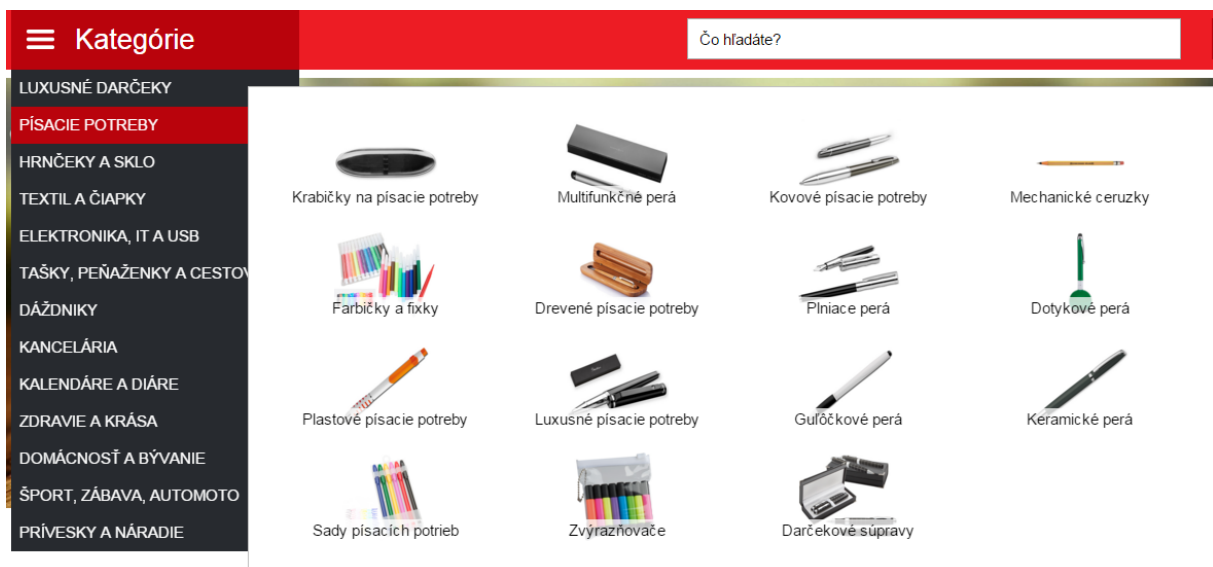 Kategórie
Čo hľadáte?
LUXUSNÉ DARČEKY
PÍSACIE POTREBY
HRNČEKY A SKLO
TEXTIL A ČIAPKY
ELEKTRONIKA, IT A USB
TAŠKY, PEŇAŽENKY A CESTOV
DÁŽDNIKY
KANCELÁRIA
KALENDÁRE A DIÁRE
ZDRAVIE A KRÁSA
DOMÁCNOSŤ A BÝVANIE
ŠPORT, ZÁBAVA, AUTOMOTO
PRÍVESKY A NÁRADIE
Krabičky na písacie potreby
Multifunkčné perá
Kovové písacie potreby
Mechanické ceruzky
Farbičky a fixky
Drevené písacie potreby
Plniace perá
Dotykové perá
Plastové písacie potreby
Luxusné písacie potreby
Guľôčkové perá
Keramické perá
Sady písacích potrieb
Zvýrazňovače
Darčekové súpravy